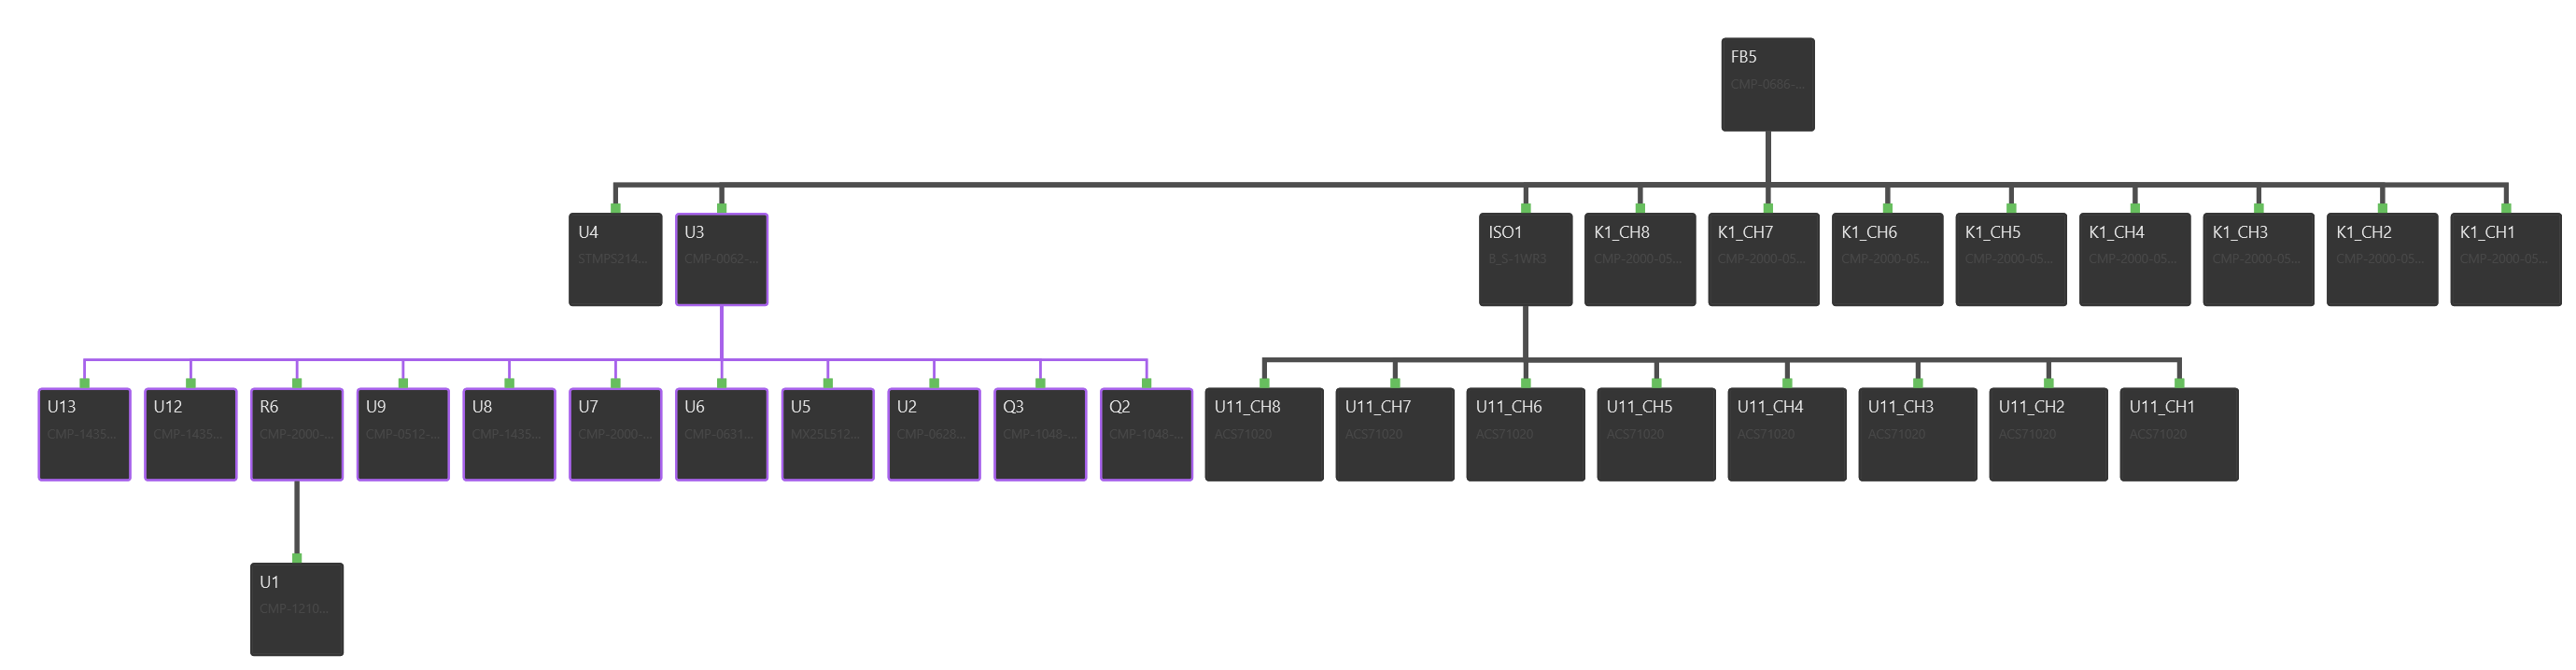 FB5
CMP-0686-...
U4
STMPS214...
U3
CMP-0062-...
ISO1
B_S-1WR3
K1_CH8
CMP-2000-05...
K1_CH7
CMP-2000-05...
K1_CH6
CMP-2000-05...
K1_CH5
CMP-2000-05...
K1_CH4
CMP-2000-05...
K1_CH3
CMP-2000-05...
K1_CH2
CMP-2000-05...
K1_CH1
CMP-2000-05...
U13
CMP-1435...
U12
CMP-1435...
R6
CMP-2000-...
U9
CMP-0512-...
U8
CMP-1435...
U7
CMP-2000-...
U6
CMP-0631...
U5
MX25L512...
U2
CMP-0628...
Q3
CMP-1048-...
Q2
CMP-1048-...
U11_CH8
ACS71020
U11_CH7
ACS71020
U11_CH6
ACS71020
U11_CH5
ACS71020
U11_CH4
ACS71020
U11_CH3
ACS71020
U11_CH2
ACS71020
U11_CH1
ACS71020
U1
CMP-1210...